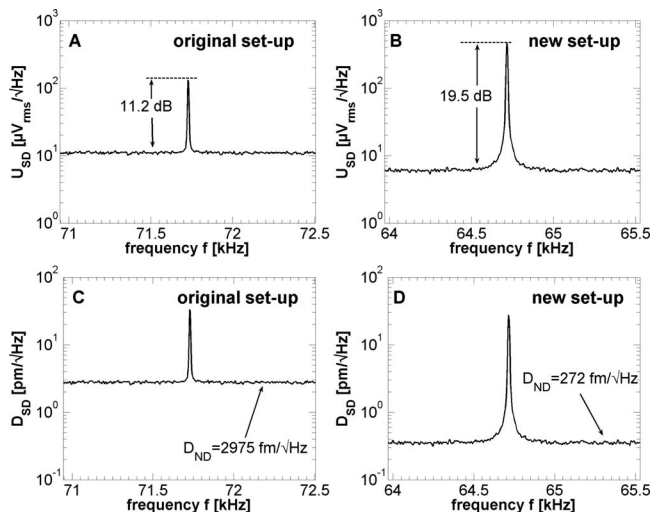 A original set-up
11.2 dB
U_SD [µV_rms/√Hz]
10³
10²
10¹
10⁰
71 71.5 72 72.5
frequency f [kHz]
B new set-up
19.5 dB
U_SD [µV_rms/√Hz]
10³
10²
10¹
10⁰
64 64.5 65 65.5
frequency f [kHz]
C original set-up
D_ND=2975 fm/√Hz
D_SD [pm/√Hz]
10²
10¹
10⁰
10⁻¹
71 71.5 72 72.5
frequency f [kHz]
D new set-up
D_ND=272 fm/√Hz
D_SD [pm/√Hz]
10²
10¹
10⁰
10⁻¹
64 64.5 65 65.5
frequency f [kHz]